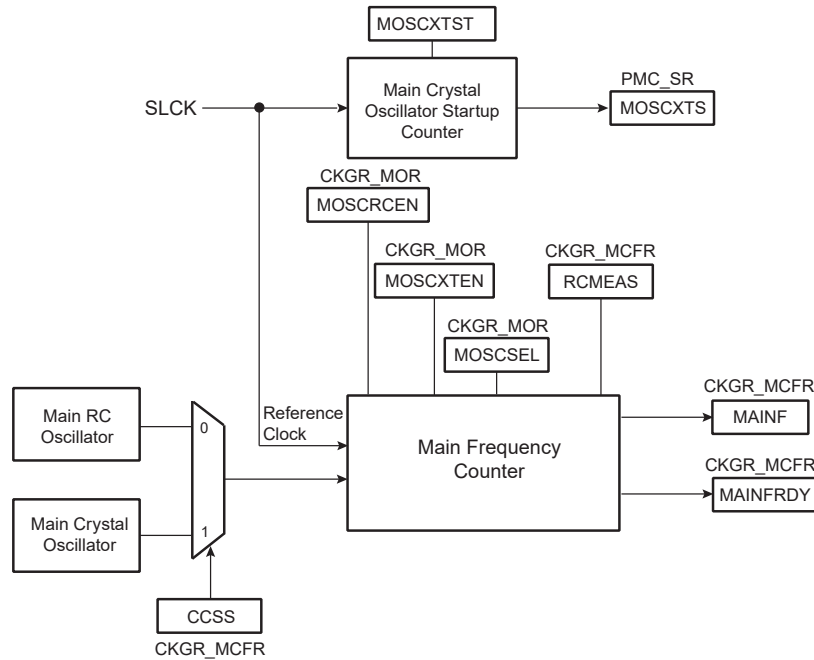 MOSCXTST
SLCK
Main Crystal
Oscillator Startup
Counter
PMC_SR
MOSCXTS
CKGR_MOR
MOSCRCEN
CKGR_MOR
MOSCXTEN
CKGR_MCFR
RCMEAS
CKGR_MOR
MOSCSEL
Main RC
Oscillator
0
Reference
Clock
Main Frequency
Counter
CKGR_MCFR
MAINF
CKGR_MCFR
MAINFRDY
Main Crystal
Oscillator
1
CCSS
CKGR_MCFR